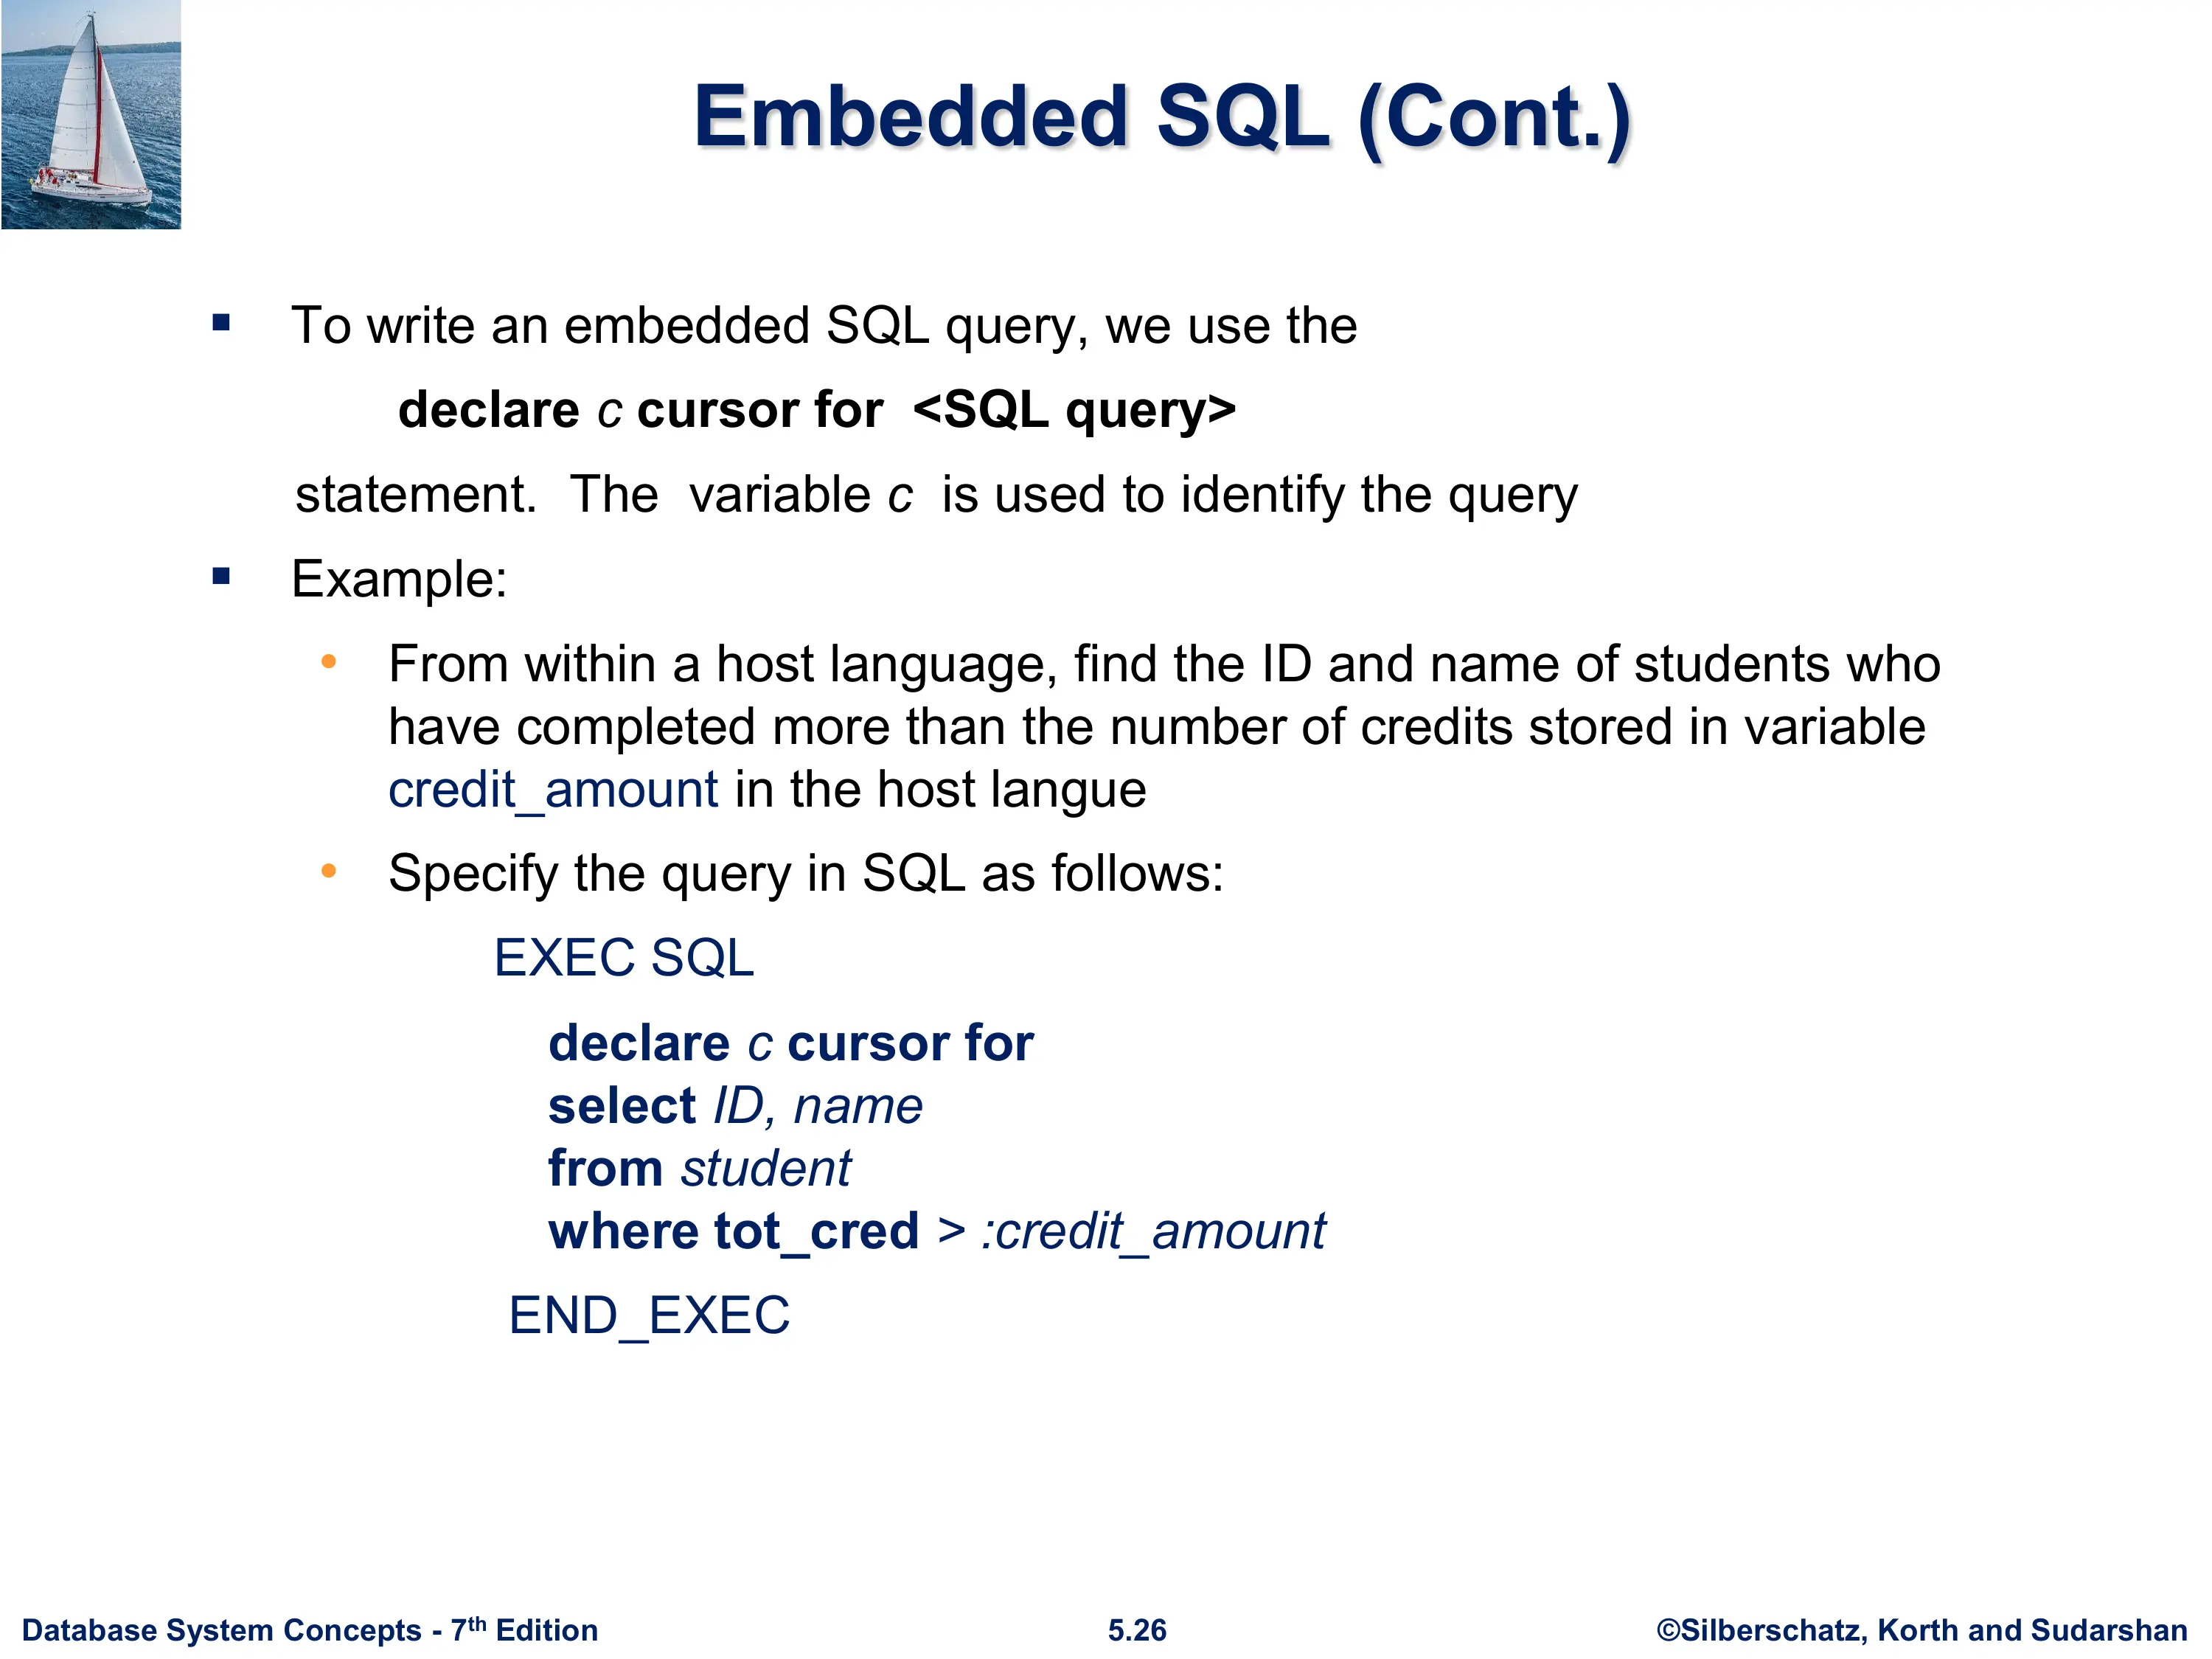 Embedded SQL (Cont.)
To write an embedded SQL query, we use the
declare c cursor for <SQL query>
statement. The variable c is used to identify the query
Example:
From within a host language, find the ID and name of students who
have completed more than the number of credits stored in variable
credit_amount in the host langue
Specify the query in SQL as follows:
EXEC SQL
declare c cursor for
select ID, name
from student
where tot_cred > :credit_amount
END_EXEC
Database System Concepts - 7th Edition
5.26
©Silberschatz, Korth and Sudarshan